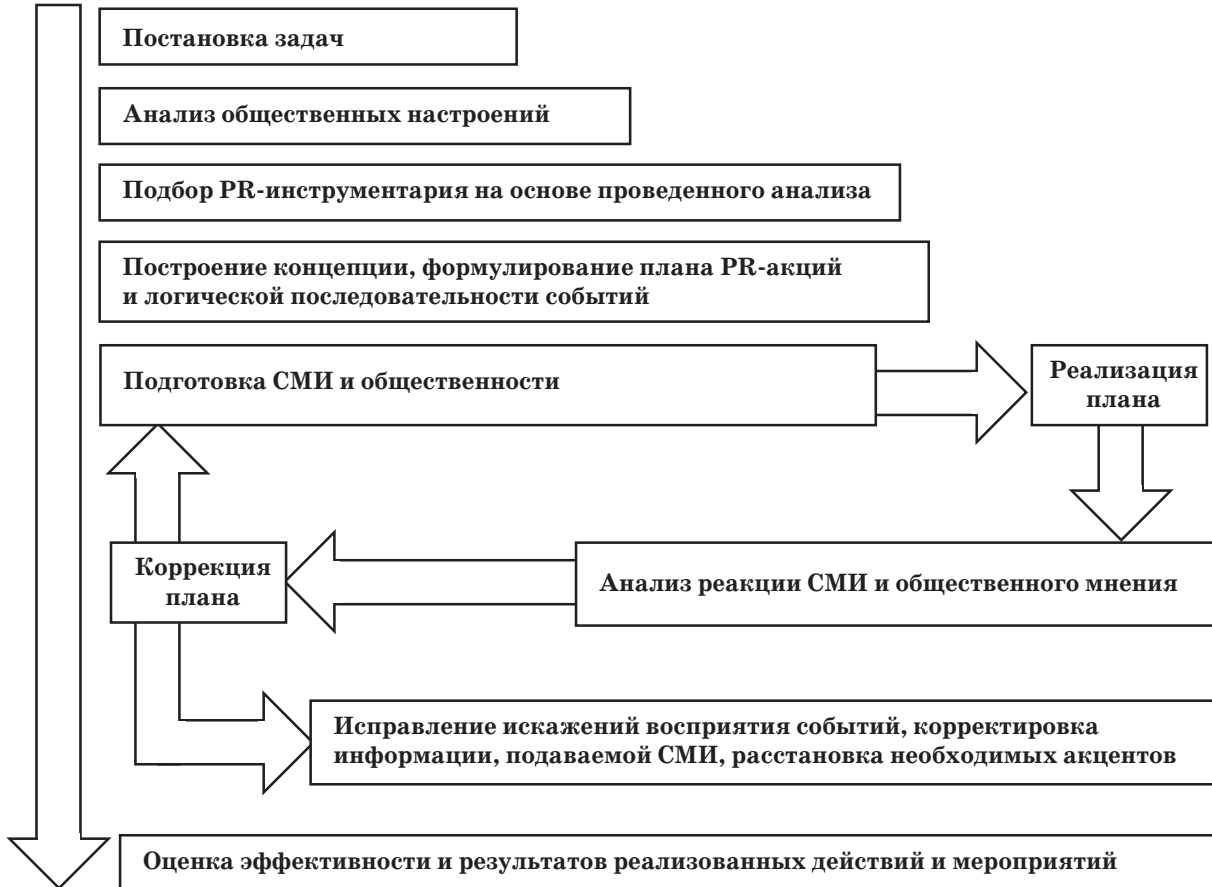 Постановка задач
Анализ общественных настроений
Подбор PR-инструментария на основе проведенного анализа
Построение концепции, формулирование плана PR-акций
и логической последовательности событий
Подготовка СМИ и общественности
Реализация
плана
Коррекция
плана
Анализ реакции СМИ и общественного мнения
Исправление искажений восприятия событий, корректировка
информации, подаваемой СМИ, расстановка необходимых акцентов
Оценка эффективности и результатов реализованных действий и мероприятий